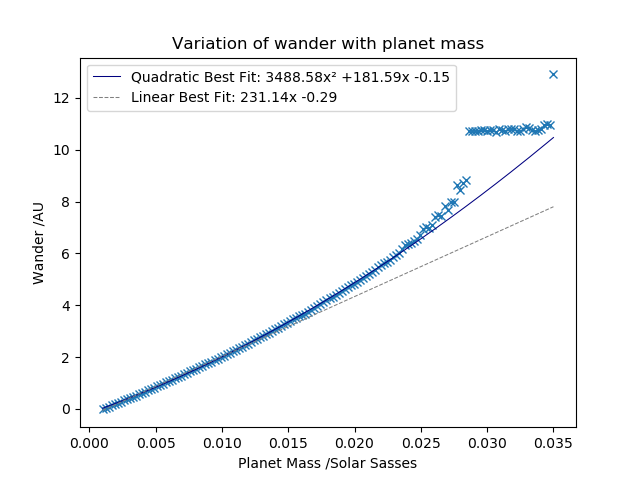 Variation of wander with planet mass
Quadratic Best Fit: 3488.58x² +181.59x -0.15
Linear Best Fit: 231.14x -0.29
Wander /AU
12
10
8
6
4
2
0
0.000 0.005 0.010 0.015 0.020 0.025 0.030 0.035
Planet Mass /Solar Sasses